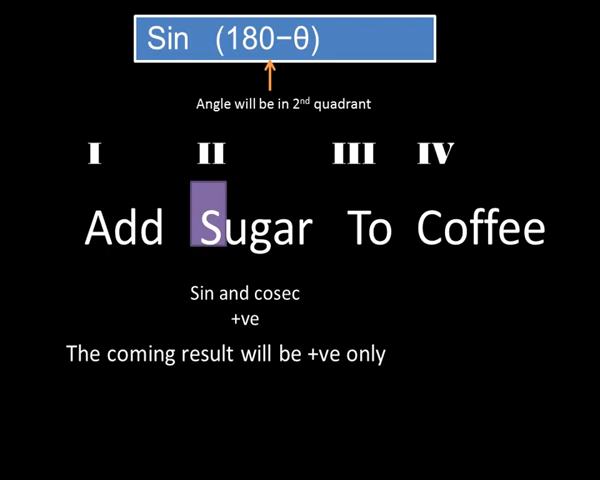 Sin (180−θ)
Angle will be in 2nd quadrant
I II III IV
Add Sugar To Coffee
Sin and cosec
+ve
The coming result will be +ve only